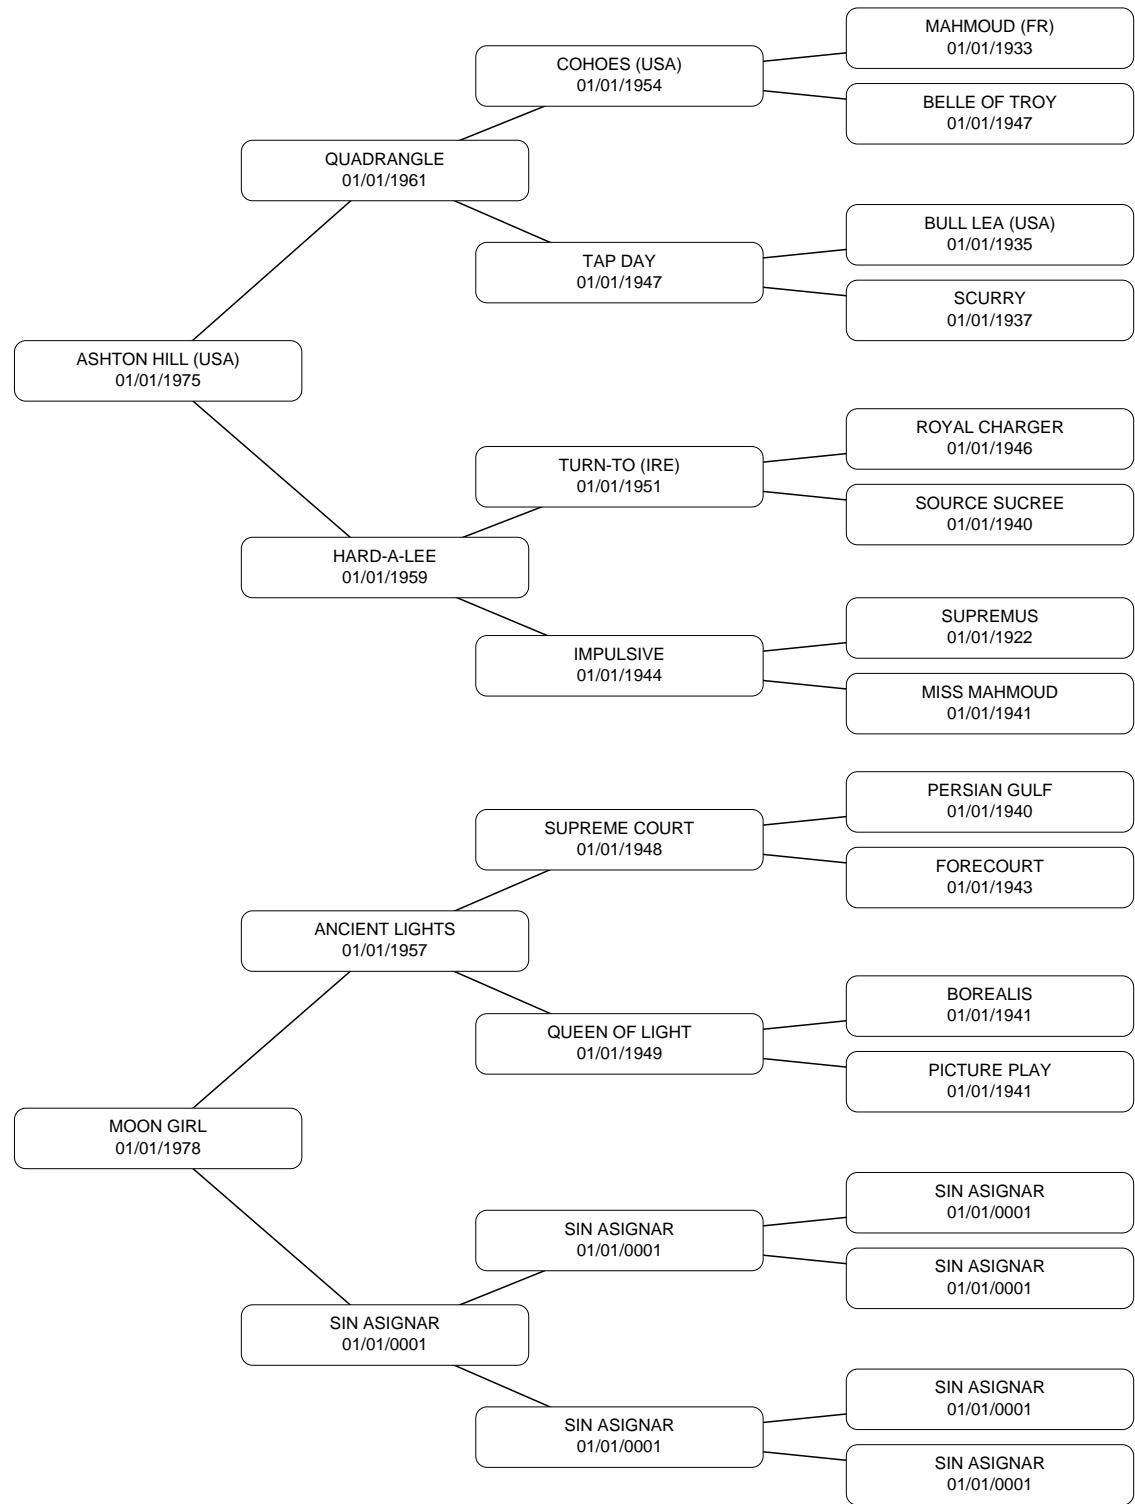 MAHMOUD (FR)
01/01/1933
COHOES (USA)
01/01/1954
BELLE OF TROY
01/01/1947
QUADRANGLE
01/01/1961
BULL LEA (USA)
01/01/1935
TAP DAY
01/01/1947
SCURRY
01/01/1937
ASHTON HILL (USA)
01/01/1975
ROYAL CHARGER
01/01/1946
TURN-TO (IRE)
01/01/1951
SOURCE SUCREE
01/01/1940
HARD-A-LEE
01/01/1959
SUPREMUS
01/01/1922
IMPULSIVE
01/01/1944
MISS MAHMOUD
01/01/1941
PERSIAN GULF
01/01/1940
SUPREME COURT
01/01/1948
FORECOURT
01/01/1943
ANCIENT LIGHTS
01/01/1957
BOREALIS
01/01/1941
QUEEN OF LIGHT
01/01/1949
PICTURE PLAY
01/01/1941
MOON GIRL
01/01/1978
SIN ASIGNAR
01/01/0001
SIN ASIGNAR
01/01/0001
SIN ASIGNAR
01/01/0001
SIN ASIGNAR
01/01/0001
SIN ASIGNAR
01/01/0001
SIN ASIGNAR
01/01/0001
SIN ASIGNAR
01/01/0001